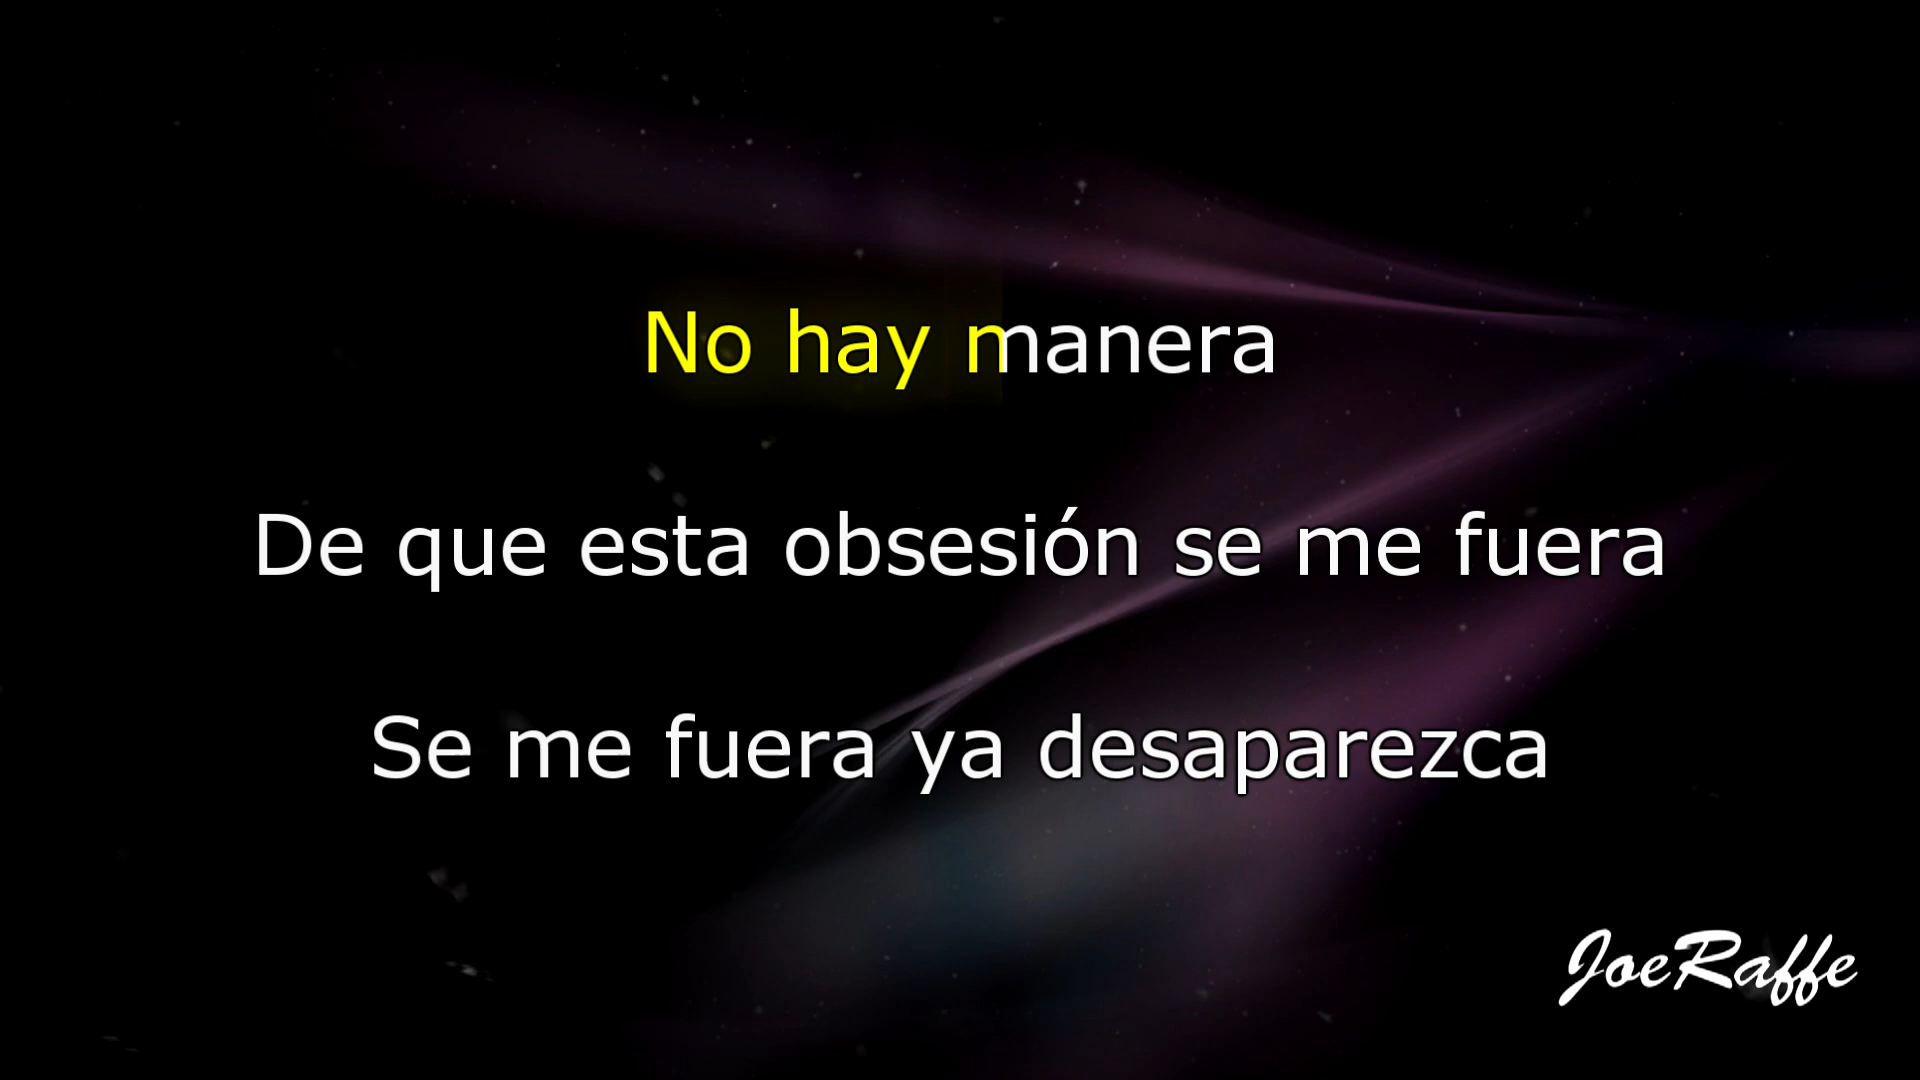 No hay manera
De que esta obsesión se me fuera
Se me fuera ya desaparezca
JoeRaffe